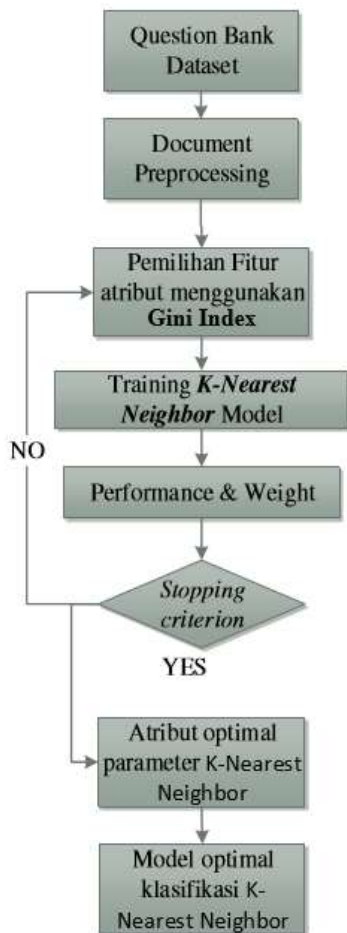 Question Bank
Dataset
Document
Preprocessing
Pemilihan Fitur
atribut menggunakan
Gini Index
Training K-Nearest
Neighbor Model
NO
Performance & Weight
Stopping
criterion
YES
Atribut optimal
parameter K-Nearest
Neighbor
Model optimal
klasifikasi K-
Nearest Neighbor